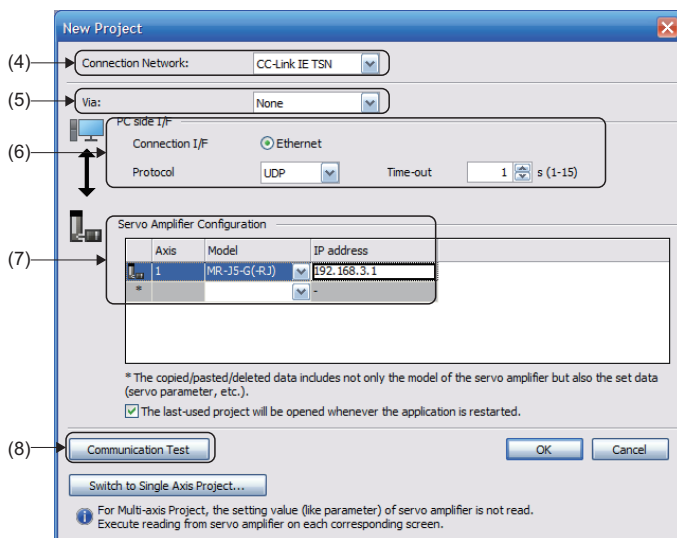 New Project
(4) Connection Network: CC-Link IE TSN
(5) Via: None
PC side I/F
(6) Connection I/F Ethernet
Protocol UDP Time-out 1 s (1-15)
Servo Amplifier Configuration
Axis Model IP address
(7) 1 MR-J5-G(-RJ) 192.168.3.1
* -
* The copied/pasted/deleted data includes not only the model of the servo amplifier but also the set data
(servo parameter, etc.).
The last-used project will be opened whenever the application is restarted.
(8) Communication Test OK Cancel
Switch to Single Axis Project...
For Multi-axis Project, the setting value (like parameter) of servo amplifier is not read.
Execute reading from servo amplifier on each corresponding screen.